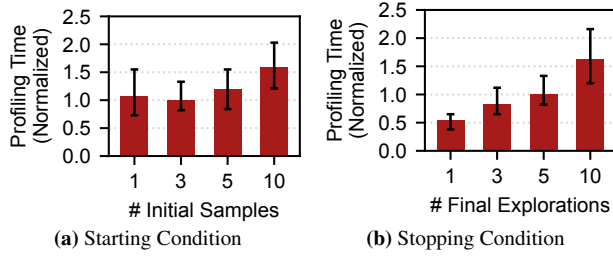 Profiling Time
(Normalized)
2.5
2.0
1.5
1.0
0.5
0.0
1 3 5 10
# Initial Samples
(a) Starting Condition
Profiling Time
(Normalized)
2.5
2.0
1.5
1.0
0.5
0.0
1 3 5 10
# Final Explorations
(b) Stopping Condition